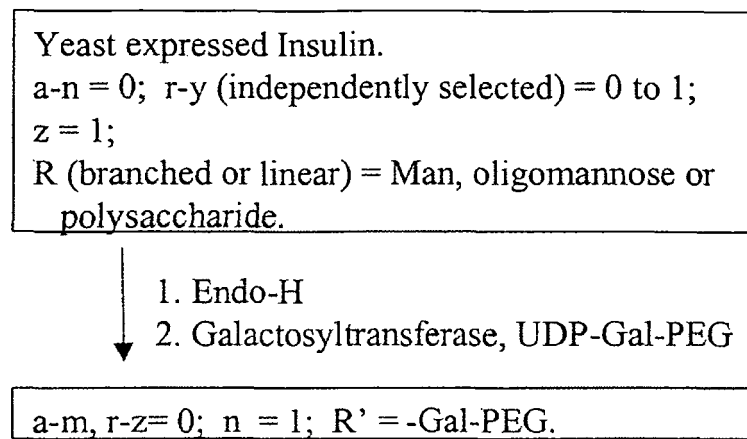 Yeast expressed Insulin.
a-n = 0; r-y (independently selected) = 0 to 1;
z = 1;
R (branched or linear) = Man, oligomannose or
polysaccharide.
1. Endo-H
2. Galactosyltransferase, UDP-Gal-PEG
a-m, r-z= 0; n = 1; R' = -Gal-PEG.